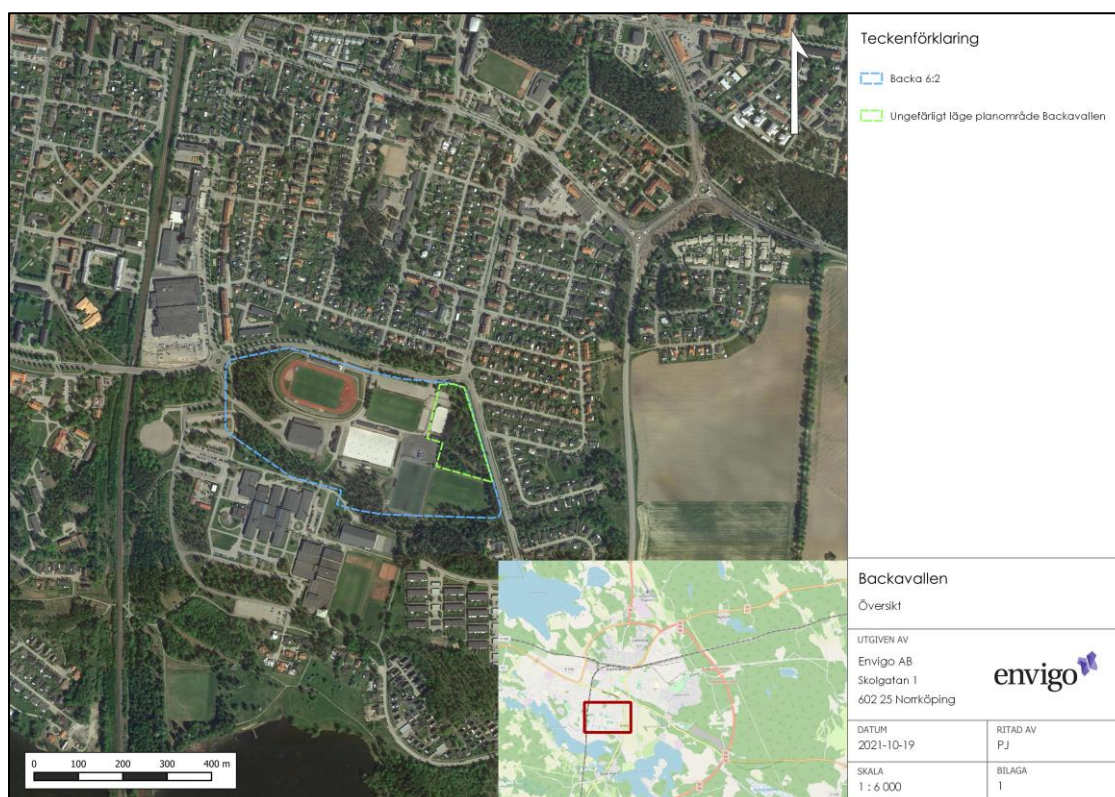 Teckenförklaring
Backa 6:2
Ungefärligt läge planområde Backavallen
Backavallen
Översikt
UTGIVEN AV
Envigo AB
Skolgatan 1
602 25 Norrköping
envigo
DATUM
2021-10-19
RITAD AV
PJ
SKALA
1 : 6 000
BILAGA
1
0 100 200 300 400 m